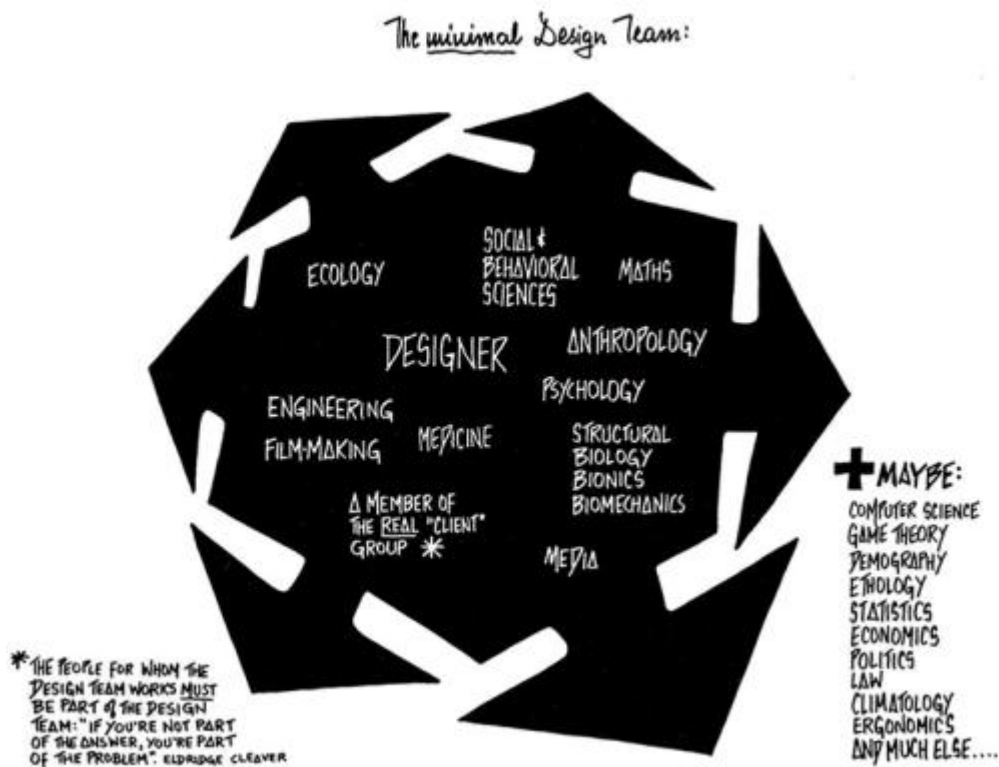 The minimal Design Team:
ECOLOGY
SOCIAL &
BEHAVIORAL
SCIENCES
MATHS
DESIGNER
ANTHROPOLOGY
PSYCHOLOGY
ENGINEERING
FILM-MAKING
MEDICINE
STRUCTURAL
BIOLOGY
BIONICS
BIOMECHANICS
A MEMBER OF
THE REAL "CLIENT"
GROUP *
MEDIA
+ MAYBE:
COMPUTER SCIENCE
GAME THEORY
DEMOGRAPHY
ETHOLOGY
STATISTICS
ECONOMICS
POLITICS
LAW
CLIMATOLOGY
ERGONOMICS
AND MUCH ELSE....
* THE PEOPLE FOR WHOM THE
DESIGN TEAM WORKS MUST
BE PART of THE DESIGN
TEAM: "IF YOU'RE NOT PART
OF THE ANSWER, YOU'RE PART
OF THE PROBLEM". ELDRIDGE CLEAVER